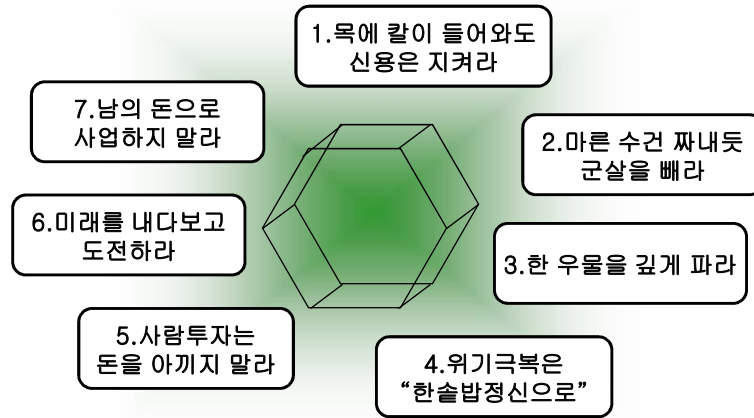 1.목에 칼이 들어와도
신용은 지켜라
2.마른 수건 짜내듯
군살을 빼라
3.한 우물을 깊게 파라
4.위기극복은
“한솥밥정신으로”
5.사람투자는
돈을 아끼지 말라
6.미래를 내다보고
도전하라
7.남의 돈으로
사업하지 말라